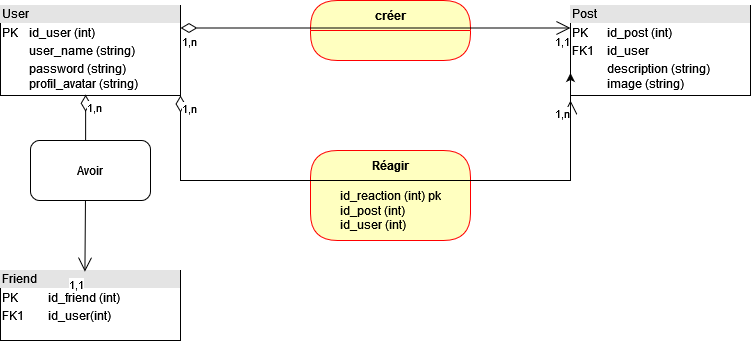 User
PK id_user (int)
user_name (string)
password (string)
profil_avatar (string)
1,n
créer
1,1
Post
PK id_post (int)
FK1 id_user
description (string)
image (string)
1,n
1,n
1,n
Avoir
Réagir
id_reaction (int) pk
id_post (int)
id_user (int)
Friend
1,1
PK id_friend (int)
FK1 id_user(int)